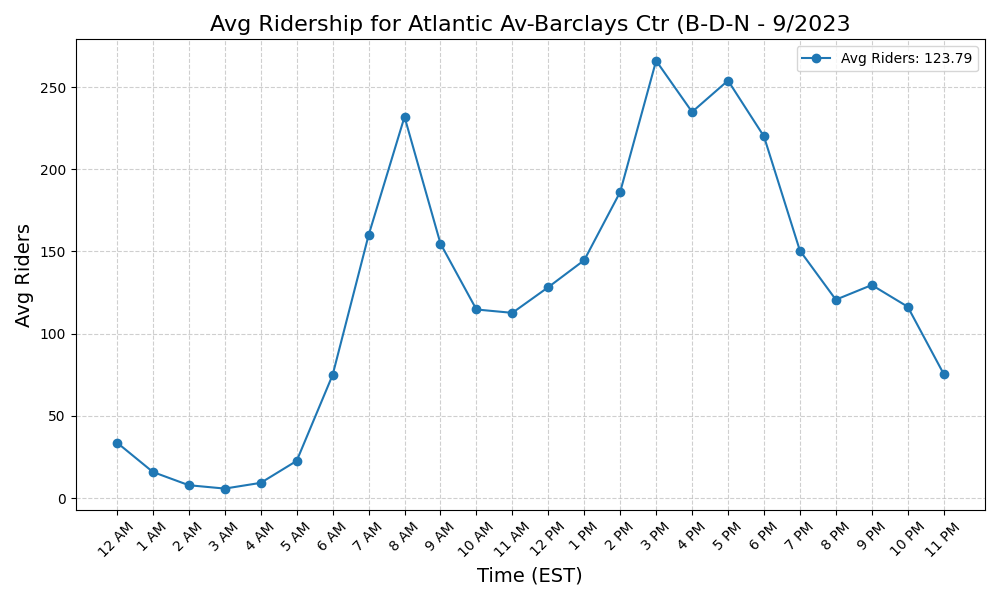 Avg Ridership for Atlantic Av-Barclays Ctr (B-D-N - 9/2023
Avg Riders: 123.79
Avg Riders
250
200
150
100
50
0
12 AM
1 AM
2 AM
3 AM
4 AM
5 AM
6 AM
7 AM
8 AM
9 AM
10 AM
11 AM
12 PM
1 PM
2 PM
3 PM
4 PM
5 PM
6 PM
7 PM
8 PM
9 PM
10 PM
11 PM
Time (EST)